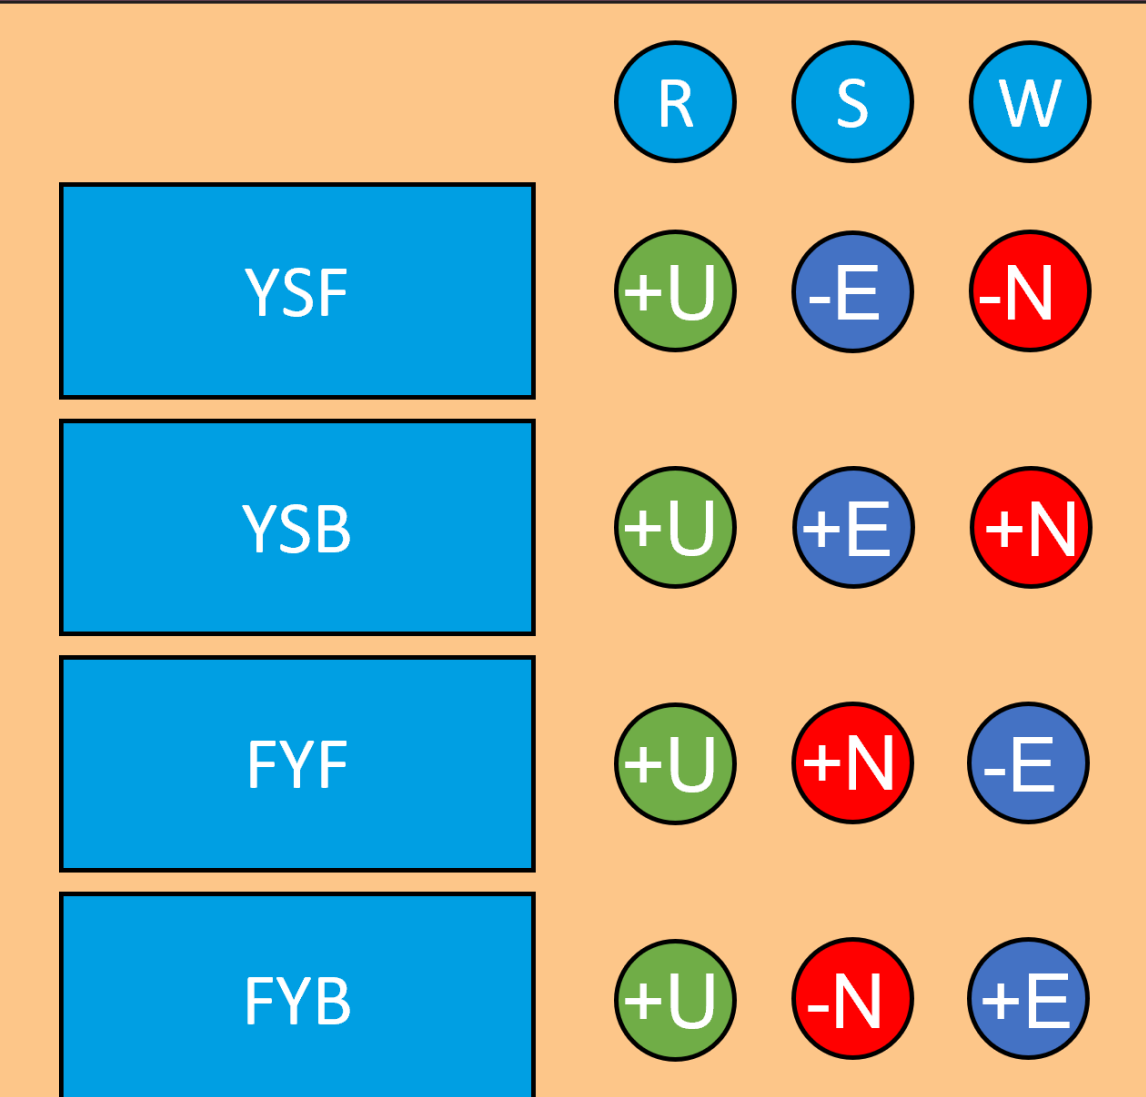 R S W
YSF +U -E -N
YSB +U +E +N
FYF +U +N -E
FYB +U -N +E